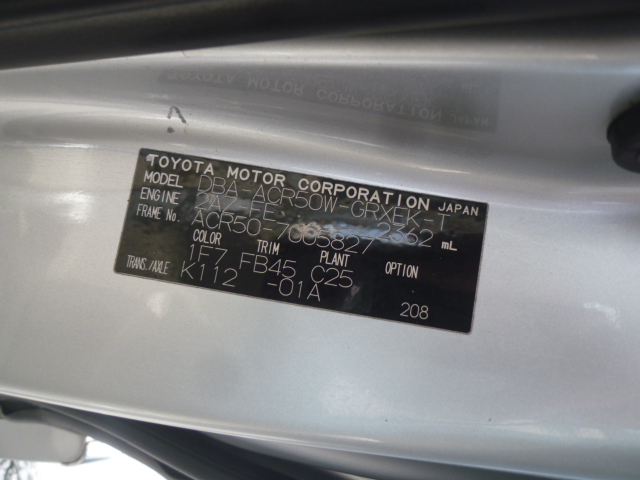 TOYOTA MOTOR CORPORATION JAPAN
MODEL DBA-ACR50W-GRXEK-T
ENGINE 2AZ-FE 2362 mL
FRAME No. ACR50-7005827
COLOR TRIM PLANT OPTION
1F7 FB45 C25
TRANS./AXLE K112 -01A
208